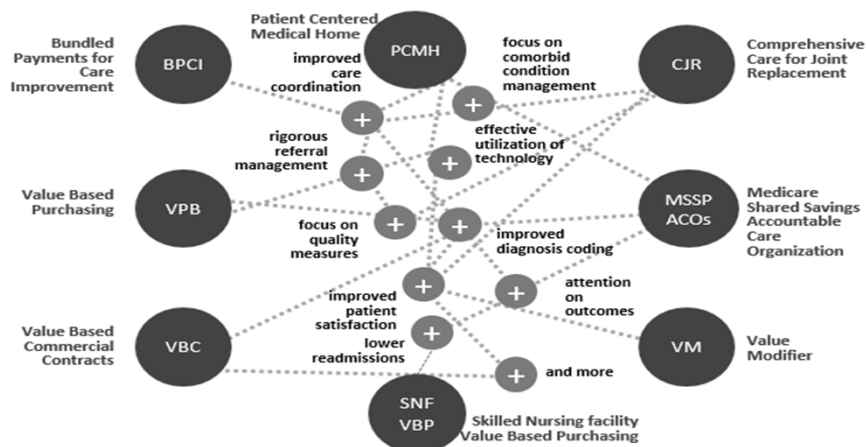 Patient Centered
Medical Home
PCMH
Bundled
Payments for
Care
Improvement
BPCI
improved
care
coordination
+
focus on
comorbid
condition
management
+
CJR
Comprehensive
Care for Joint
Replacement
rigorous
referral
management
+
effective
utilization of
technology
+
Value Based
Purchasing
VPB
focus on
quality
measures
+
+
improved
diagnosis coding
MSSP
ACOs
Medicare
Shared Savings
Accountable
Care
Organization
improved
patient
satisfaction
+
+
attention
on
outcomes
Value Based
Commercial
Contracts
VBC
lower
readmissions
+
VM
Value
Modifier
+
and more
SNF
VBP
Skilled Nursing facility
Value Based Purchasing